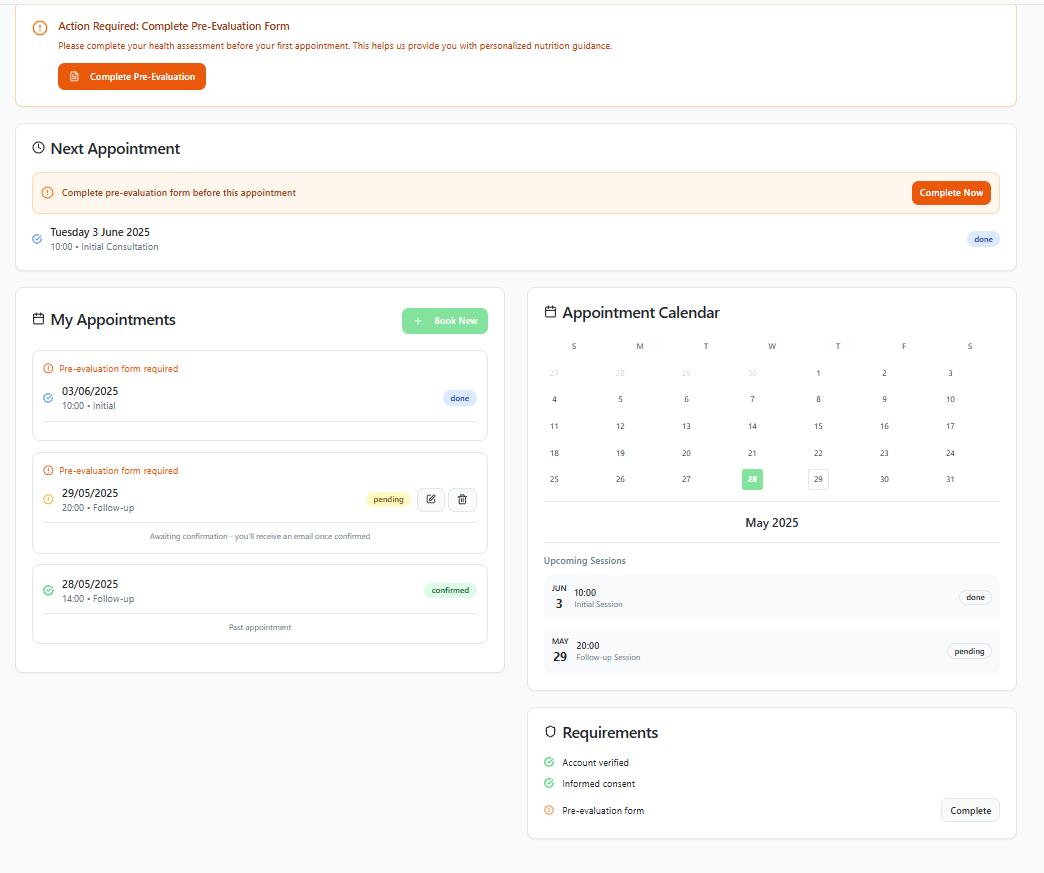 Action Required: Complete Pre-Evaluation Form
Please complete your health assessment before your first appointment. This helps us provide you with personalized nutrition guidance.
Complete Pre-Evaluation
Next Appointment
Complete pre-evaluation form before this appointment
Complete Now
Tuesday 3 June 2025
10:00 • Initial Consultation
done
My Appointments
Book New
Pre-evaluation form required
03/06/2025
10:00 • Initial
done
Pre-evaluation form required
29/05/2025
20:00 • Follow-up
pending
Awaiting confirmation - you'll receive an email once confirmed
28/05/2025
14:00 • Follow-up
confirmed
Past appointment
Appointment Calendar
S M T W T F S
27 28 29 30 1 2 3
4 5 6 7 8 9 10
11 12 13 14 15 16 17
18 19 20 21 22 23 24
25 26 27 28 29 30 31
May 2025
Upcoming Sessions
JUN
3
10:00
Initial Session
done
MAY
29
20:00
Follow-up Session
pending
Requirements
Account verified
Informed consent
Pre-evaluation form
Complete